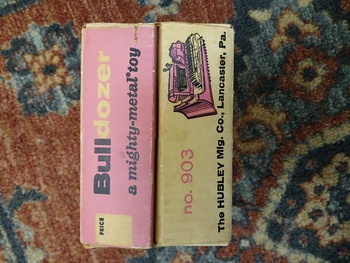 Bulldozer
a mighty-metal toy
PRICE
no. 903
The HUBLEY Mfg. Co., Lancaster, Pa.